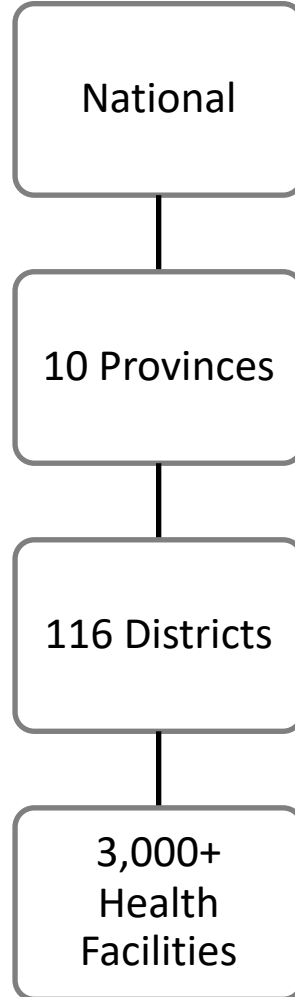 National
10 Provinces
116 Districts
3,000+
Health
Facilities